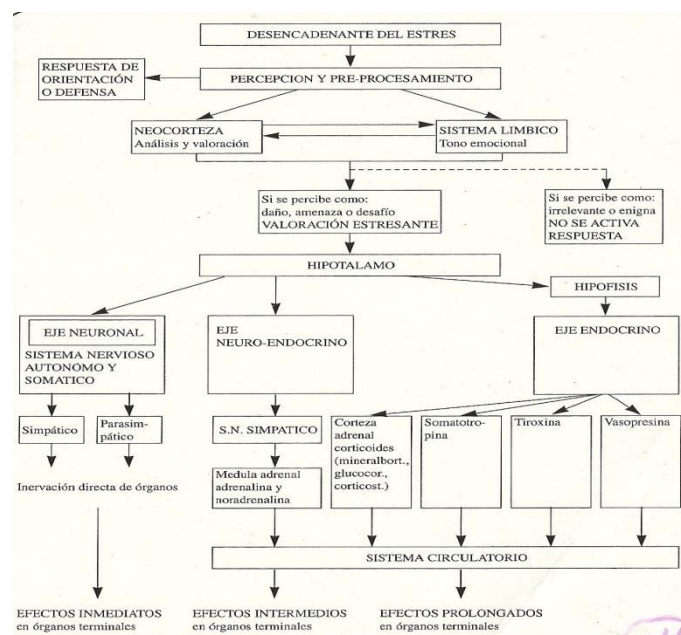 DESENCADENANTE DEL ESTRES
RESPUESTA DE
ORIENTACIÓN
O DEFENSA
PERCEPCION Y PRE-PROCESAMIENTO
NEOCORTEZA
Análisis y valoración
SISTEMA LIMBICO
Tono emocional
Si se percibe como:
daño, amenaza o desafío
VALORACIÓN ESTRESANTE
Si se percibe como:
irrelevante o enigna
NO SE ACTIVA
RESPUESTA
HIPOTALAMO
HIPOFISIS
EJE NEURONAL
SISTEMA NERVIOSO
AUTONOMO Y
SOMATICO
EJE
NEURO-ENDOCRINO
EJE ENDOCRINO
Simpático
Parasim-
pático
S.N. SIMPATICO
Corteza
adrenal
corticoides
(mineralbort.,
glucocor.,
corticost.)
Somatotro-
pina
Tiroxina
Vasopresina
Inervación directa de órganos
Medula adrenal
adrenalina y
noradrenalina
SISTEMA CIRCULATORIO
EFECTOS INMEDIATOS
en órganos terminales
EFECTOS INTERMEDIOS
en órganos terminales
EFECTOS PROLONGADOS
en órganos terminales